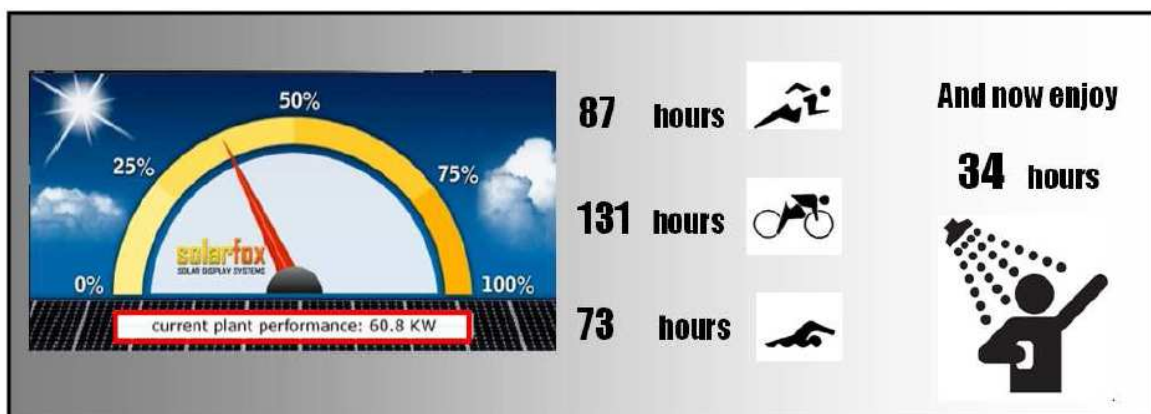 50%
25%
75%
solarfox
SOLAR DISPLAY SYSTEMS
0%
100%
current plant performance: 60.8 KW
87 hours
131 hours
73 hours
And now enjoy
34 hours